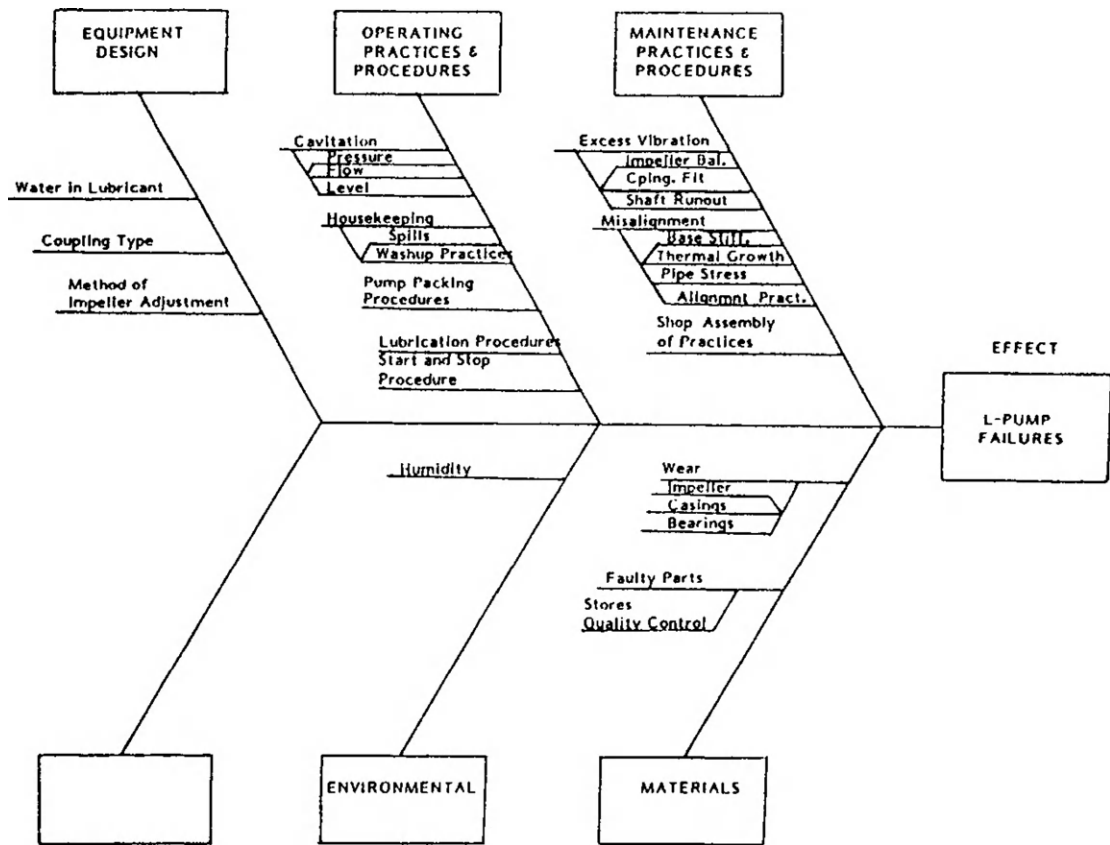 EQUIPMENT
DESIGN
OPERATING
PRACTICES &
PROCEDURES
MAINTENANCE
PRACTICES &
PROCEDURES
Water in Lubricant
Coupling Type
Method of
Impeller Adjustment
Cavitation
Pressure
Flow
Level
Housekeeping
Spills
Washup Practices
Pump Packing
Procedures
Lubrication Procedures
Start and Stop
Procedure
Excess Vibration
Impeller Bal.
Cplng. Fit
Shaft Runout
Misalignment
Base Stiff.
Thermal Growth
Pipe Stress
Alignmnt Pract.
Shop Assembly
of Practices
EFFECT
L-PUMP
FAILURES
Humidity
Wear
Impeller
Casings
Bearings
Faulty Parts
Stores
Quality Control
ENVIRONMENTAL
MATERIALS